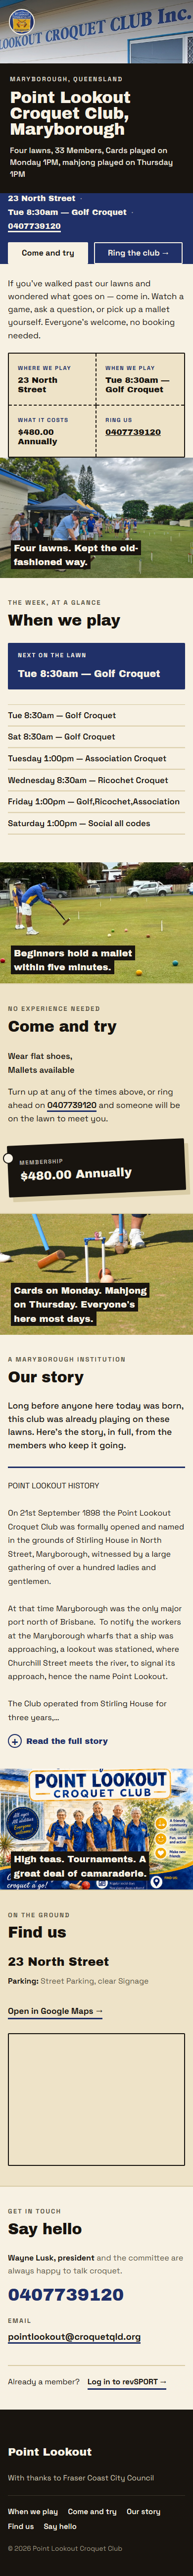 POINT LOOKOUT CROQUET CLUB Inc.
MARYBOROUGH, QUEENSLAND
Point Lookout
Croquet Club,
Maryborough
Four lawns, 33 Members, Cards played on
Monday 1PM, mahjong played on Thursday
1PM
23 North Street ·
Tue 8:30am — Golf Croquet ·
0407739120
Come and try
Ring the club →
If you've walked past our lawns and
wondered what goes on — come in. Watch a
game, ask a question, or pick up a mallet
yourself. Everyone's welcome, no booking
needed.
WHERE WE PLAY
23 North
Street
WHEN WE PLAY
Tue 8:30am —
Golf Croquet
WHAT IT COSTS
$480.00
Annually
RING US
0407739120
Four lawns. Kept the old-
fashioned way.
THE WEEK, AT A GLANCE
When we play
NEXT ON THE LAWN
Tue 8:30am — Golf Croquet
Tue 8:30am — Golf Croquet
Sat 8:30am — Golf Croquet
Tuesday 1:00pm — Association Croquet
Wednesday 8:30am — Ricochet Croquet
Friday 1:00pm — Golf,Ricochet,Association
Saturday 1:00pm — Social all codes
Beginners hold a mallet
within five minutes.
NO EXPERIENCE NEEDED
Come and try
Wear flat shoes,
Mallets available
Turn up at any of the times above, or ring
ahead on 0407739120 and someone will be
on the lawn to meet you.
MEMBERSHIP
$480.00 Annually
Cards on Monday. Mahjong
on Thursday. Everyone's
here most days.
A MARYBOROUGH INSTITUTION
Our story
Long before anyone here today was born,
this club was already playing on these
lawns. Here's the story, in full, from the
members who keep it going.
POINT LOOKOUT HISTORY
On 21st September 1898 the Point Lookout
Croquet Club was formally opened and named
in the grounds of Stirling House in North
Street, Maryborough, witnessed by a large
gathering of over a hundred ladies and
gentlemen.
At that time Maryborough was the only major
port north of Brisbane. To notify the workers
at the Maryborough wharfs that a ship was
approaching, a lookout was stationed, where
Churchill Street meets the river, to signal its
approach, hence the name Point Lookout.
The Club operated from Stirling House for
three years,…
+ Read the full story
POINT LOOKOUT
CROQUET CLUB
A friendly
community
club
Fun, social
and active
Make new
friends
High teas. Tournaments. A
great deal of camaraderie.
croquet a go!
ON THE GROUND
Find us
23 North Street
Parking: Street Parking, clear Signage
Open in Google Maps →
GET IN TOUCH
Say hello
Wayne Lusk, president and the committee are
always happy to talk croquet.
0407739120
EMAIL
pointlookout@croquetqld.org
Already a member? Log in to revSPORT →
Point Lookout
With thanks to Fraser Coast City Council
When we play Come and try Our story
Find us Say hello
© 2026 Point Lookout Croquet Club